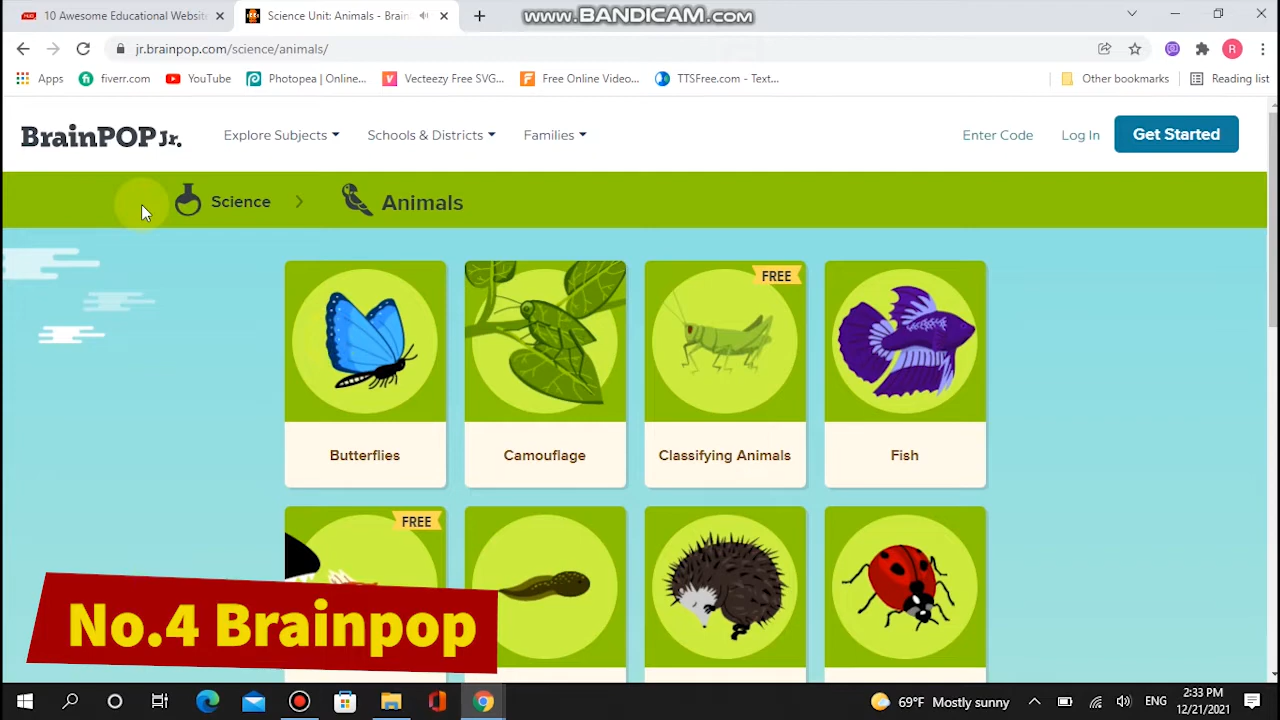 10 Awesome Educational Website
Science Unit: Animals - Brain
www.BANDICAM.com
jr.brainpop.com/science/animals/
R
Apps
fiverr.com
YouTube
Photopea | Online...
Vecteezy Free SVG...
Free Online Video...
TTSFree.com - Text...
Other bookmarks
Reading list
BrainPOP Jr.
Explore Subjects
Schools & Districts
Families
Enter Code
Log In
Get Started
Science
Animals
FREE
Butterflies
Camouflage
Classifying Animals
Fish
FREE
No.4 Brainpop
69°F Mostly sunny
ENG
2:33 PM
12/21/2021